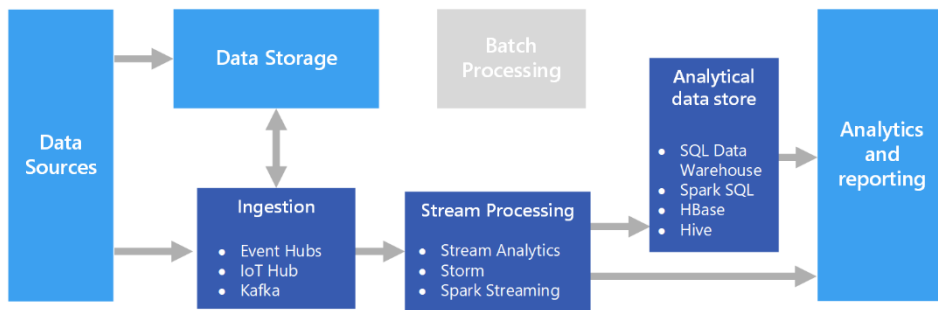 Data
Sources
Data Storage
Batch
Processing
Ingestion
• Event Hubs
• IoT Hub
• Kafka
Stream Processing
• Stream Analytics
• Storm
• Spark Streaming
Analytical
data store
• SQL Data
Warehouse
• Spark SQL
• HBase
• Hive
Analytics
and
reporting